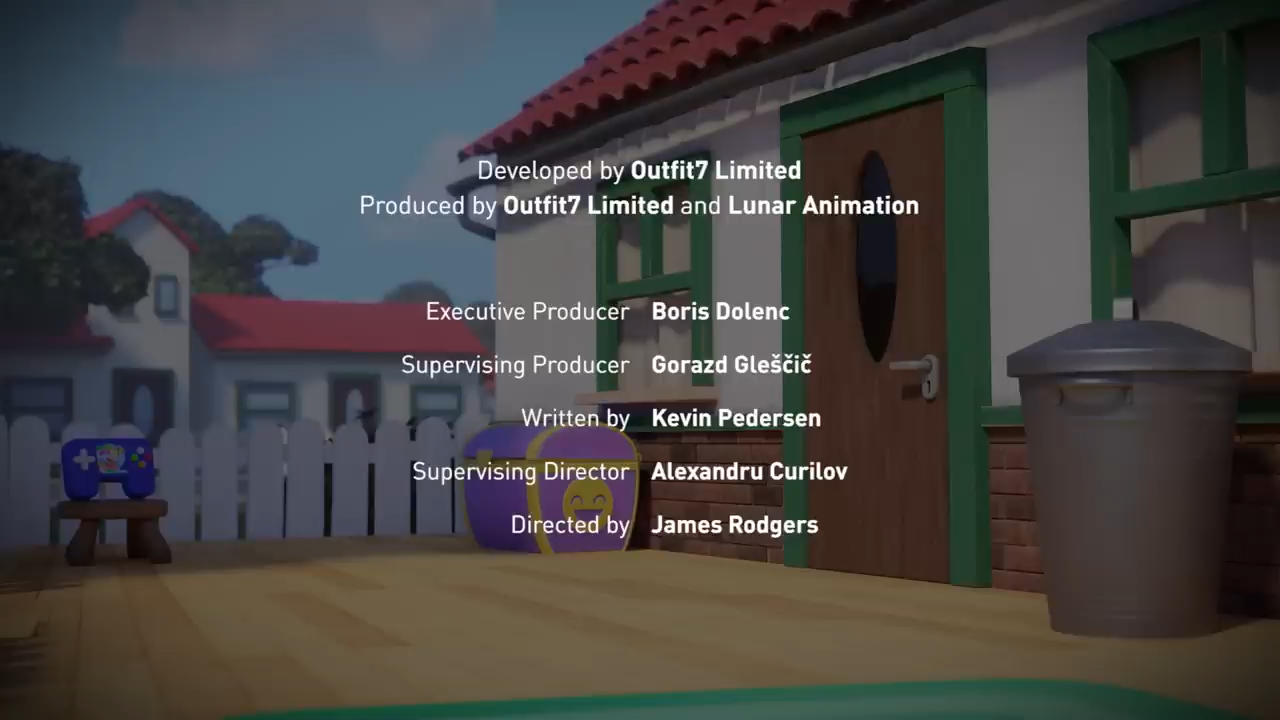 Developed by Outfit7 Limited
Produced by Outfit7 Limited and Lunar Animation
Executive Producer Boris Dolenc
Supervising Producer Gorazd Gleščič
Written by Kevin Pedersen
Supervising Director Alexandru Curilov
Directed by James Rodgers